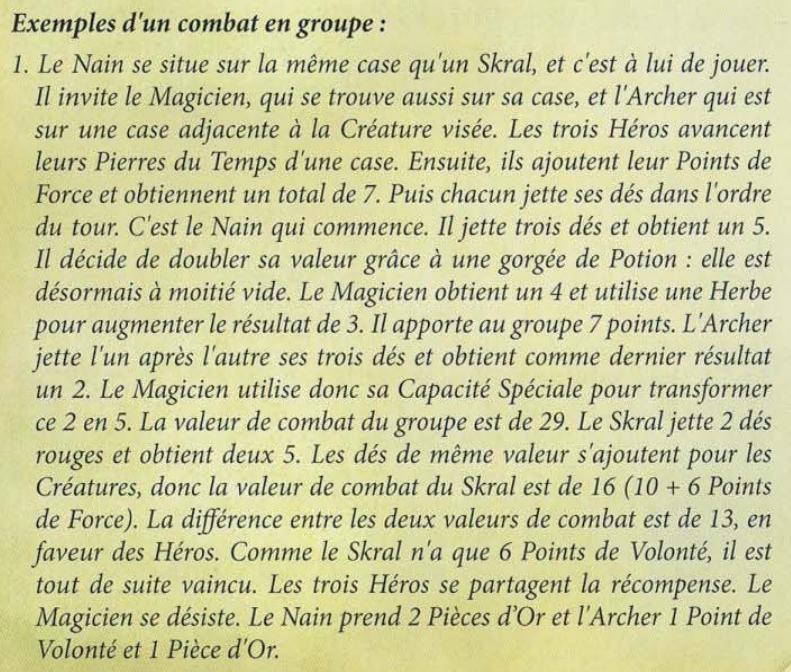 Exemples d'un combat en groupe :
1. Le Nain se situe sur la même case qu'un Skral, et c'est à lui de jouer.
Il invite le Magicien, qui se trouve aussi sur sa case, et l'Archer qui est
sur une case adjacente à la Créature visée. Les trois Héros avancent
leurs Pierres du Temps d'une case. Ensuite, ils ajoutent leur Points de
Force et obtiennent un total de 7. Puis chacun jette ses dés dans l'ordre
du tour. C'est le Nain qui commence. Il jette trois dés et obtient un 5.
Il décide de doubler sa valeur grâce à une gorgée de Potion : elle est
désormais à moitié vide. Le Magicien obtient un 4 et utilise une Herbe
pour augmenter le résultat de 3. Il apporte au groupe 7 points. L'Archer
jette l'un après l'autre ses trois dés et obtient comme dernier résultat
un 2. Le Magicien utilise donc sa Capacité Spéciale pour transformer
ce 2 en 5. La valeur de combat du groupe est de 29. Le Skral jette 2 dés
rouges et obtient deux 5. Les dés de même valeur s'ajoutent pour les
Créatures, donc la valeur de combat du Skral est de 16 (10 + 6 Points
de Force). La différence entre les deux valeurs de combat est de 13, en
faveur des Héros. Comme le Skral n'a que 6 Points de Volonté, il est
tout de suite vaincu. Les trois Héros se partagent la récompense. Le
Magicien se désiste. Le Nain prend 2 Pièces d'Or et l'Archer 1 Point de
Volonté et 1 Pièce d'Or.